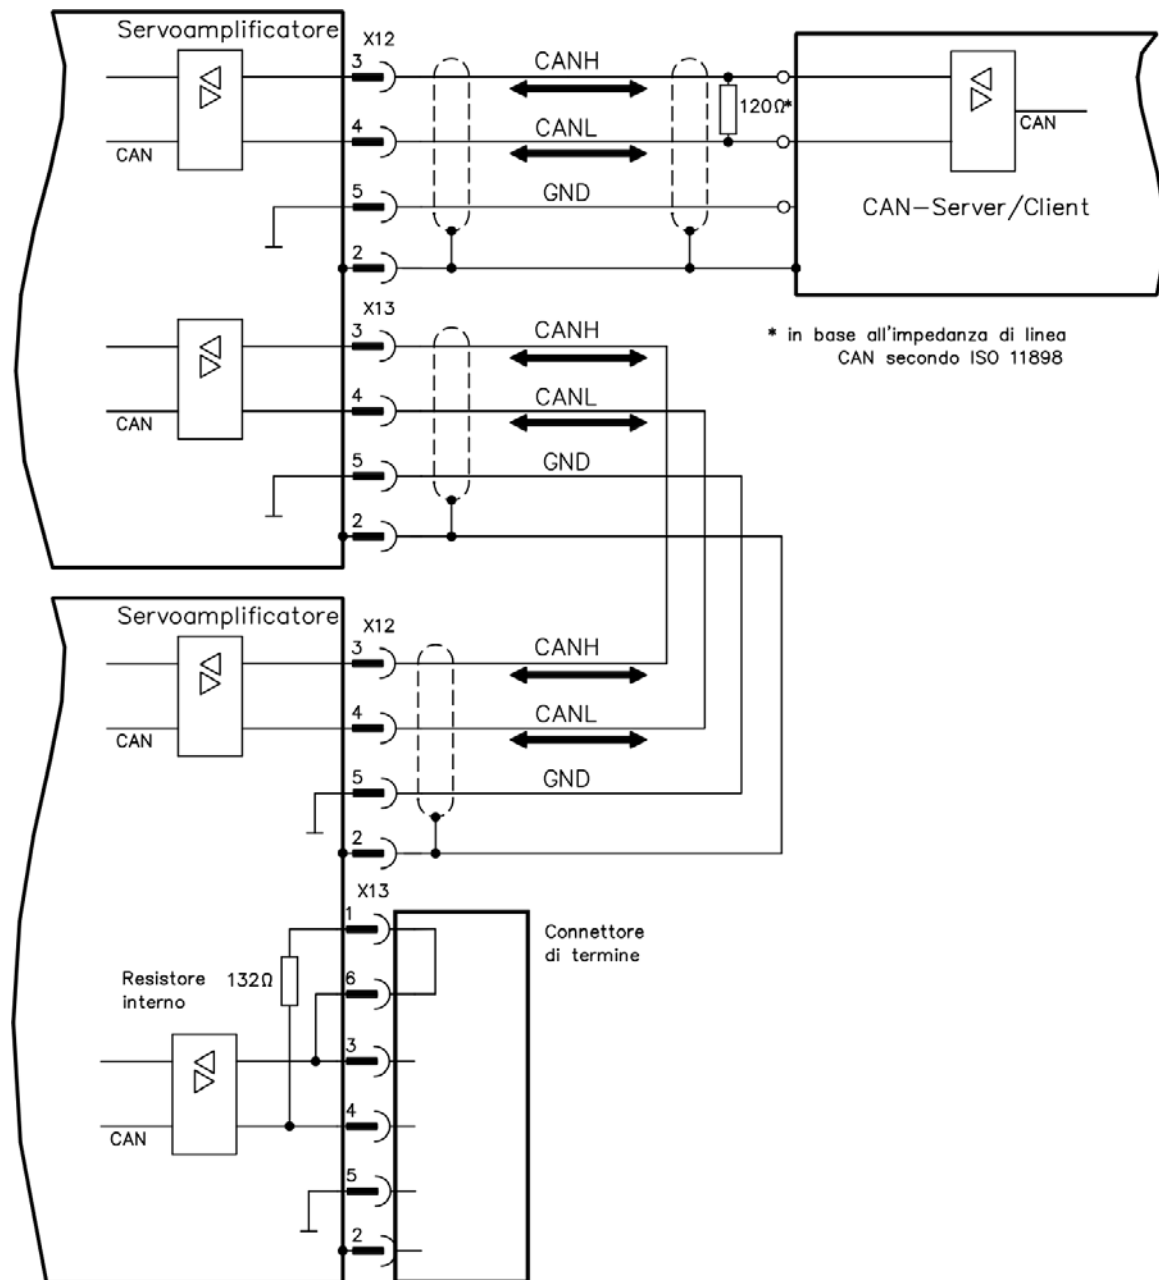 Servoamplificatore
X12
3
CANH
120Ω*
4
CANL
CAN
CAN
5
GND
CAN-Server/Client
2
X13
3
CANH
* in base all'impedanza di linea
CAN secondo ISO 11898
4
CANL
CAN
5
GND
2
Servoamplificatore
X12
3
CANH
4
CANL
CAN
5
GND
2
X13
1
Connettore
di termine
Resistore
interno
132Ω
6
3
4
CAN
5
2